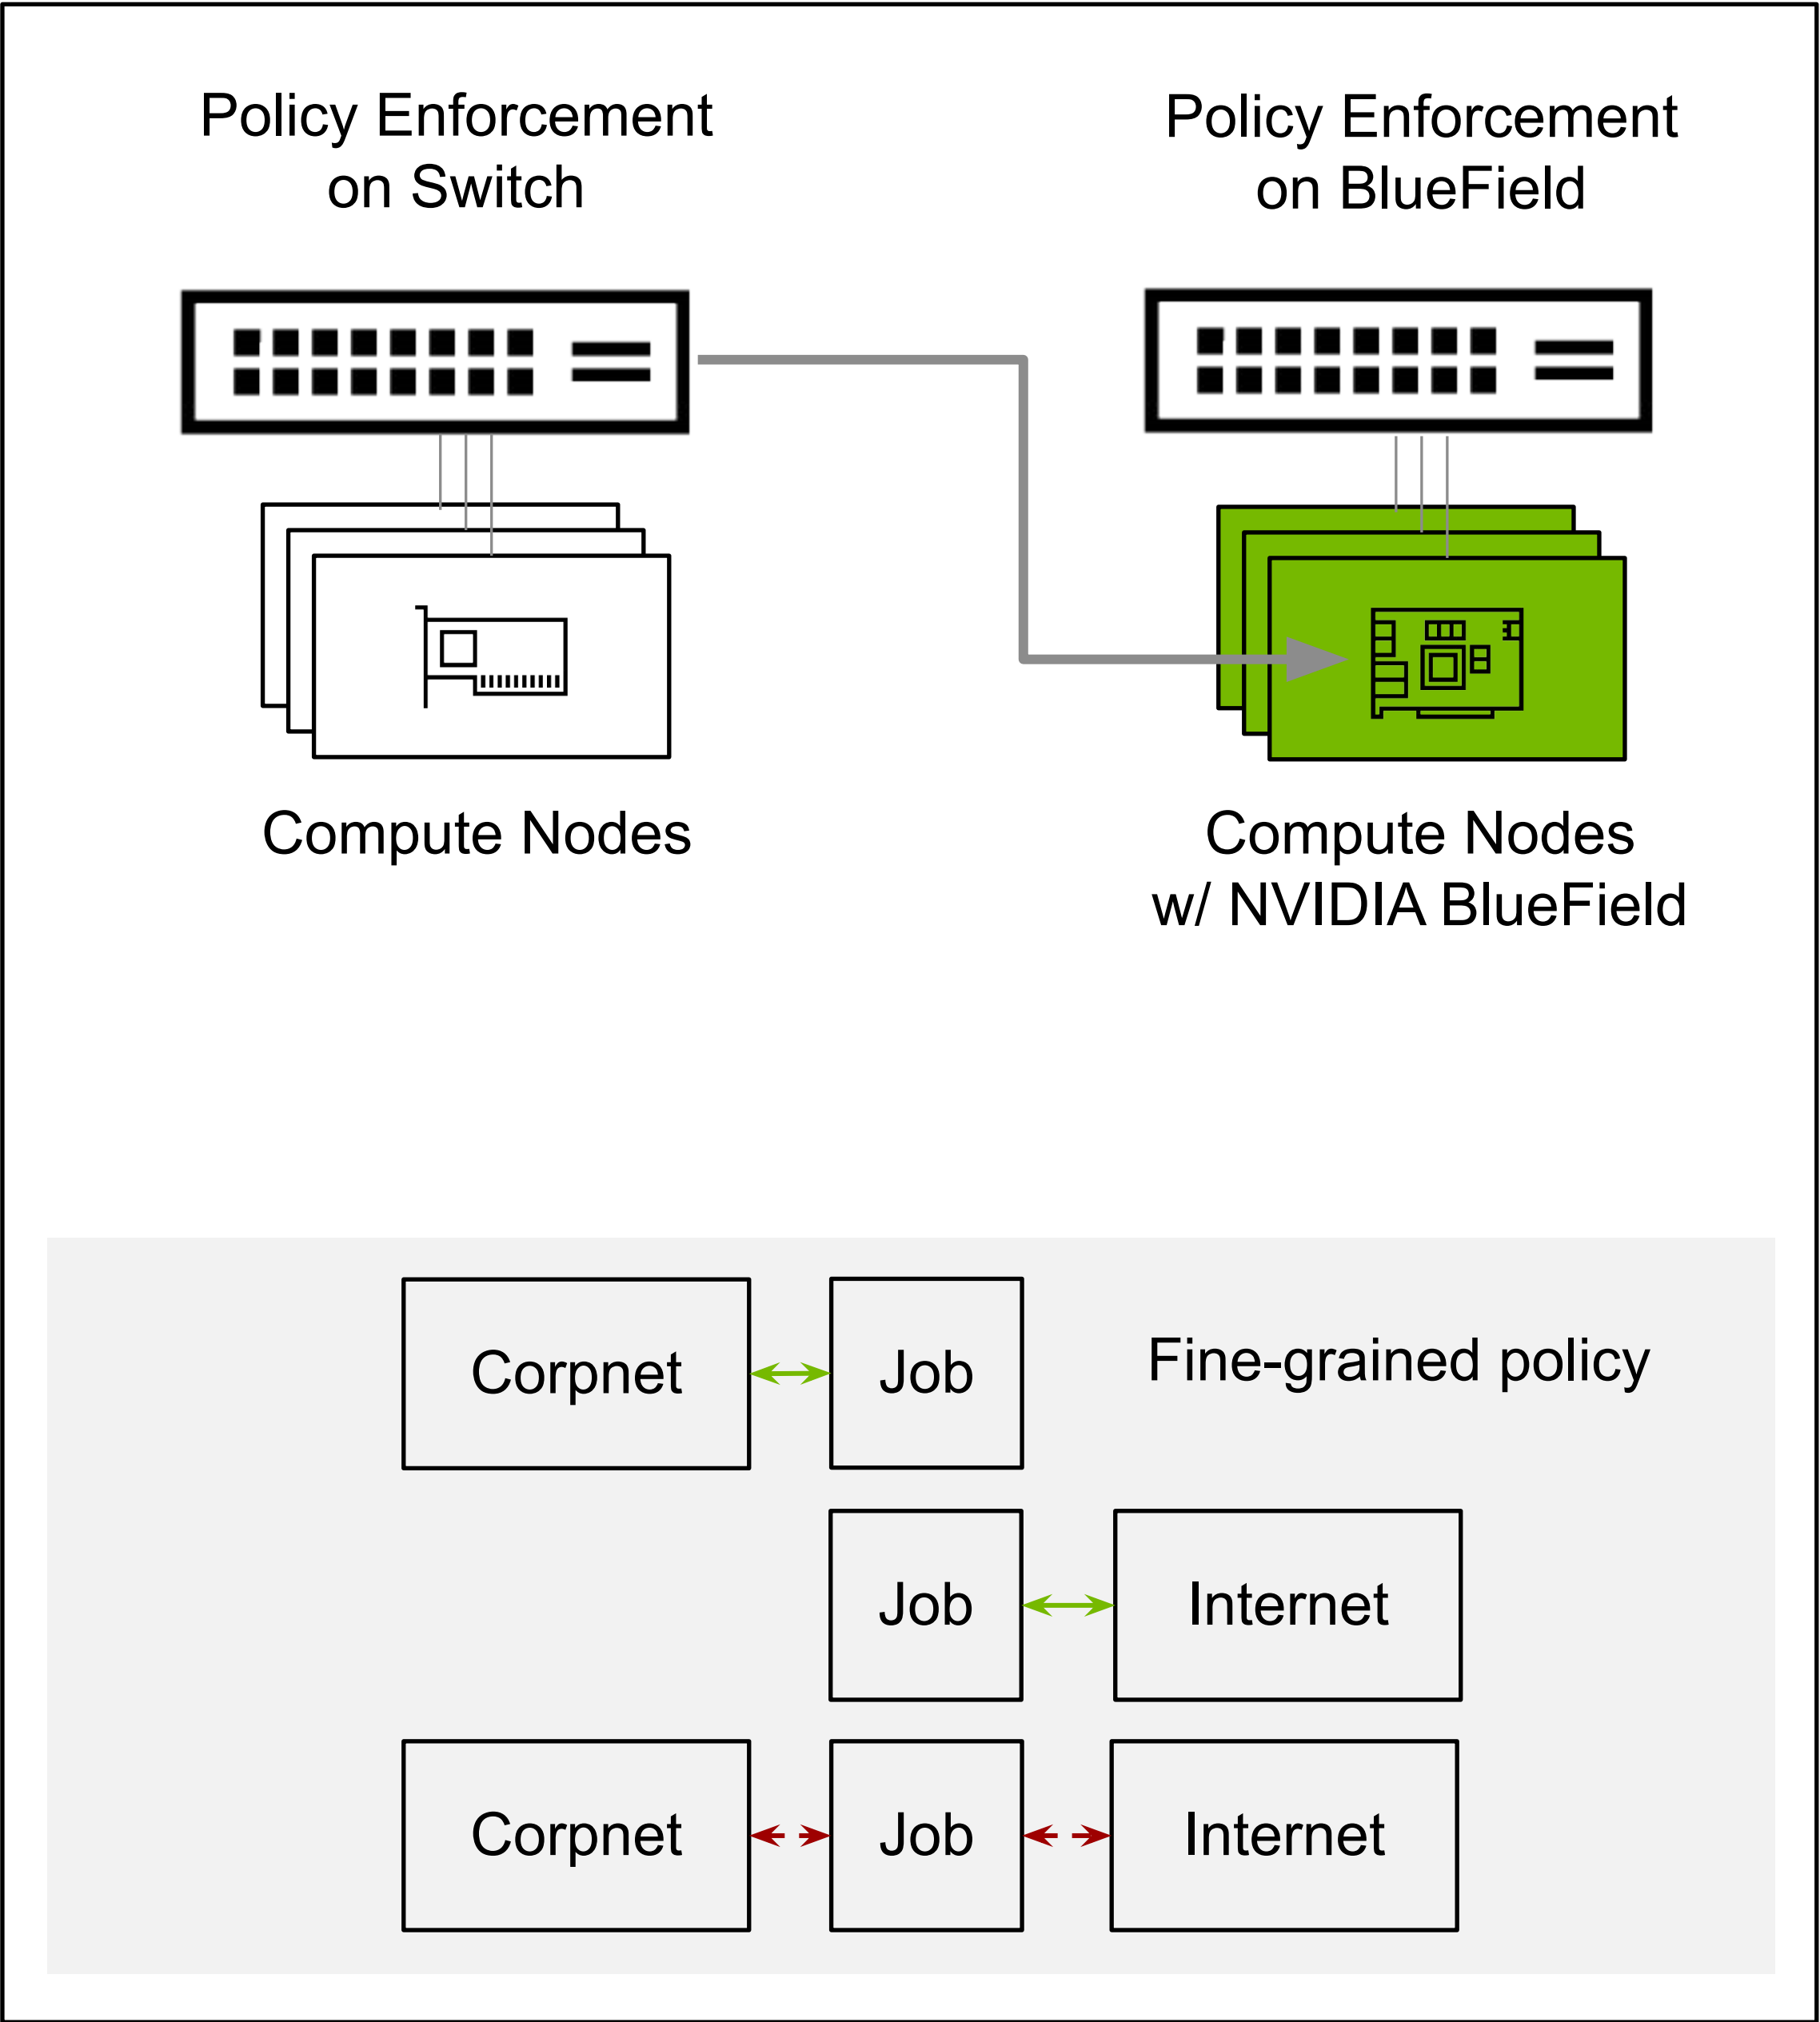 Policy Enforcement
on Switch
Policy Enforcement
on BlueField
Compute Nodes
Compute Nodes
w/ NVIDIA BlueField
Corpnet
Job
Fine-grained policy
Job
Internet
Corpnet
Job
Internet